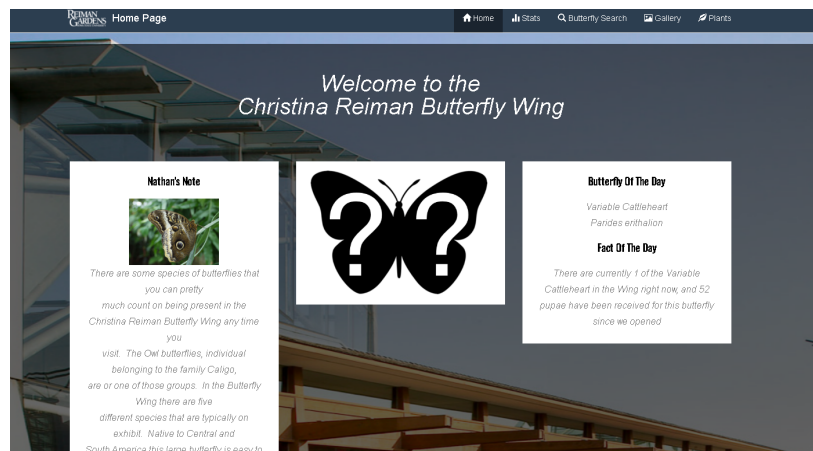 REIMAN
GARDENS
Home Page
Home
Stats
Butterfly Search
Gallery
Plants
Welcome to the
Christina Reiman Butterfly Wing
Nathan's Note
There are some species of butterflies that
you can pretty
much count on being present in the
Christina Reiman Butterfly Wing any time
you
visit. The Owl butterflies, individual
belonging to the family Caligo,
are or one of those groups. In the Butterfly
Wing there are five
different species that are typically on
exhibit. Native to Central and
South America this large butterfly is easy to
? ?
Butterfly Of The Day
Variable Cattleheart
Parides erithalion
Fact Of The Day
There are currently 1 of the Variable
Cattleheart in the Wing right now, and 52
pupae have been received for this butterfly
since we opened